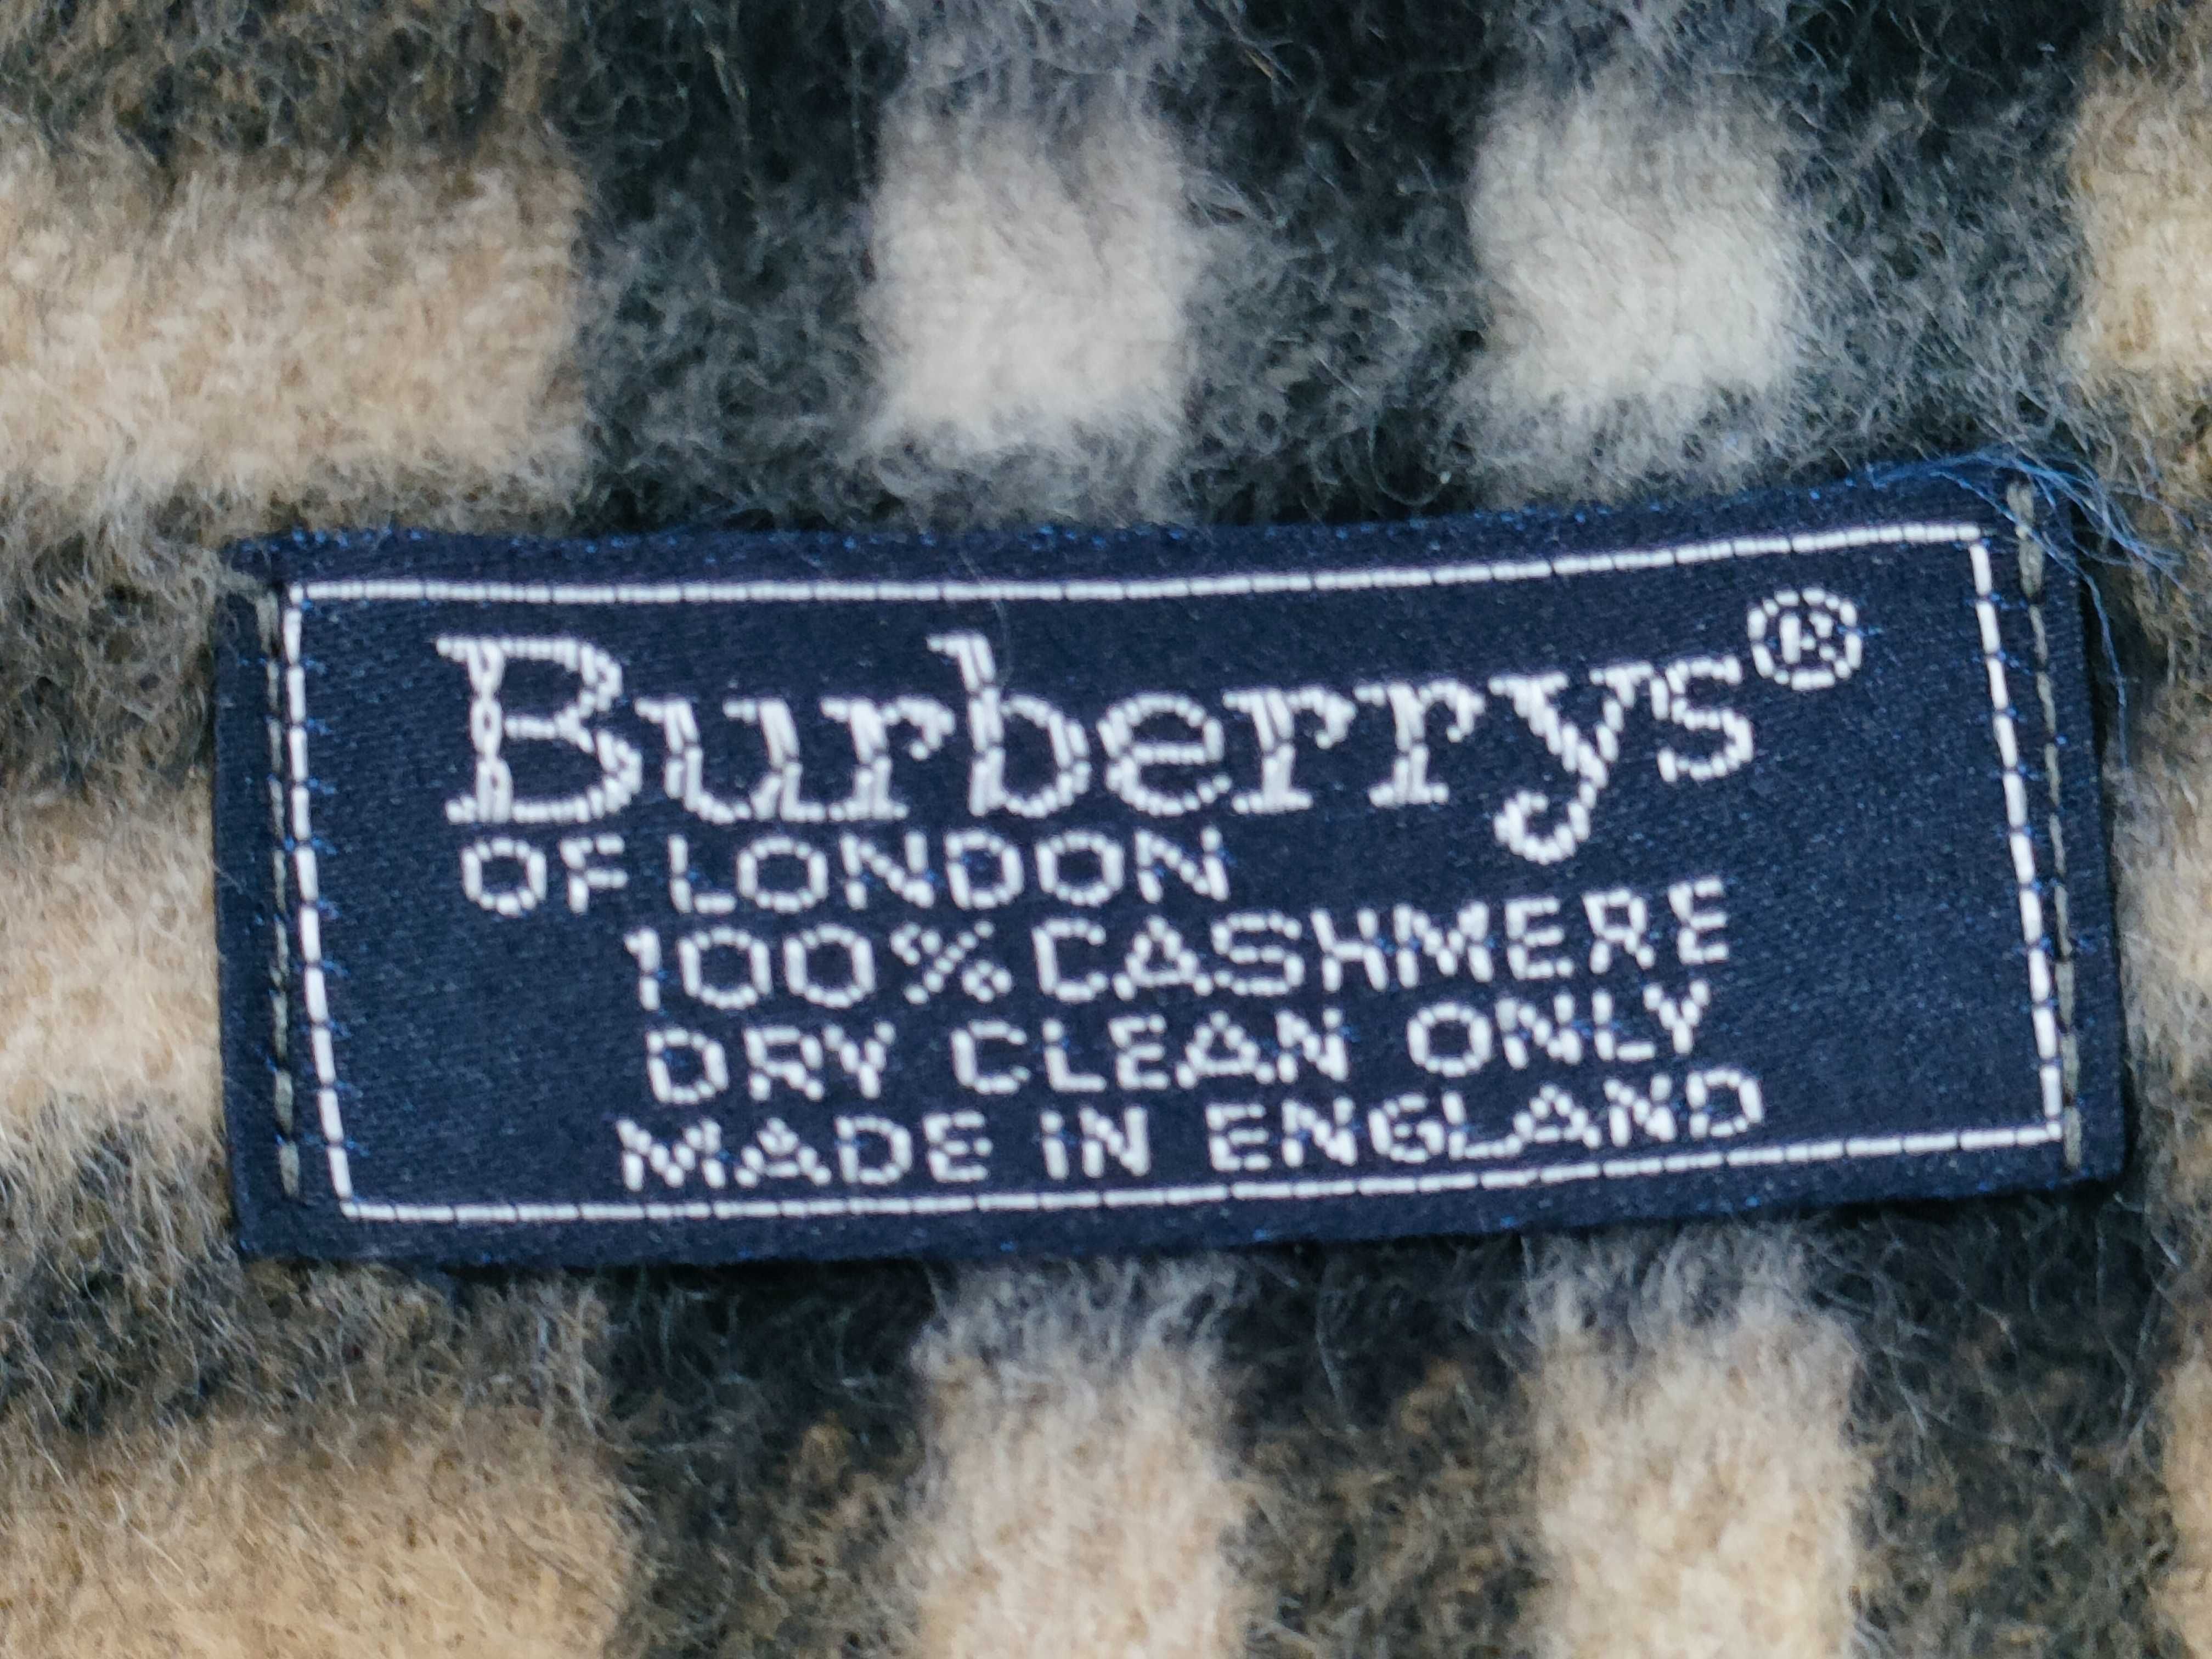 Burberrys®
OF LONDON
100% CASHMERE
DRY CLEAN ONLY
MADE IN ENGLAND